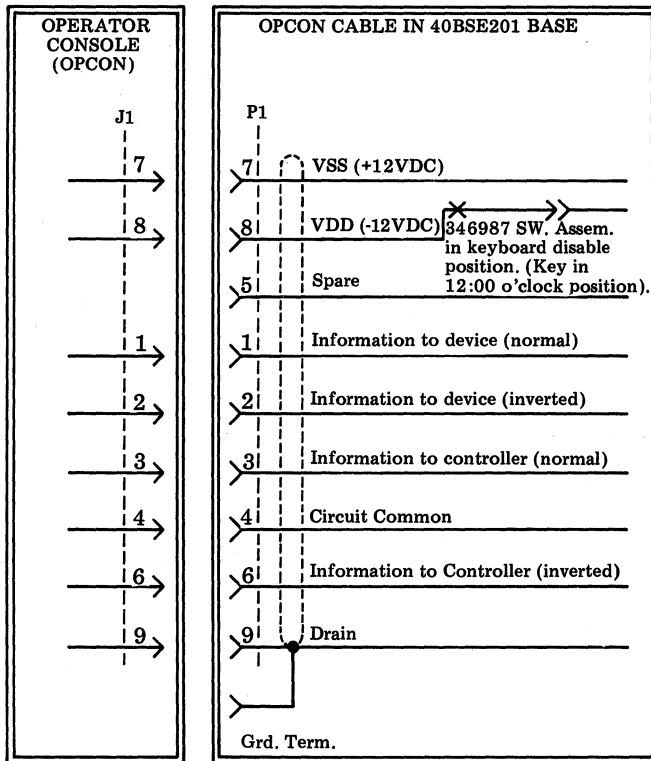 OPERATOR
CONSOLE
(OPCON)
J1
7
8
1
2
3
4
6
9
OPCON CABLE IN 40BSE201 BASE
P1
7 VSS (+12VDC)
8 VDD (-12VDC)
346987 SW. Assem.
in keyboard disable
position. (Key in
12:00 o'clock position).
5 Spare
1 Information to device (normal)
2 Information to device (inverted)
3 Information to controller (normal)
4 Circuit Common
6 Information to Controller (inverted)
9 Drain
Grd. Term.